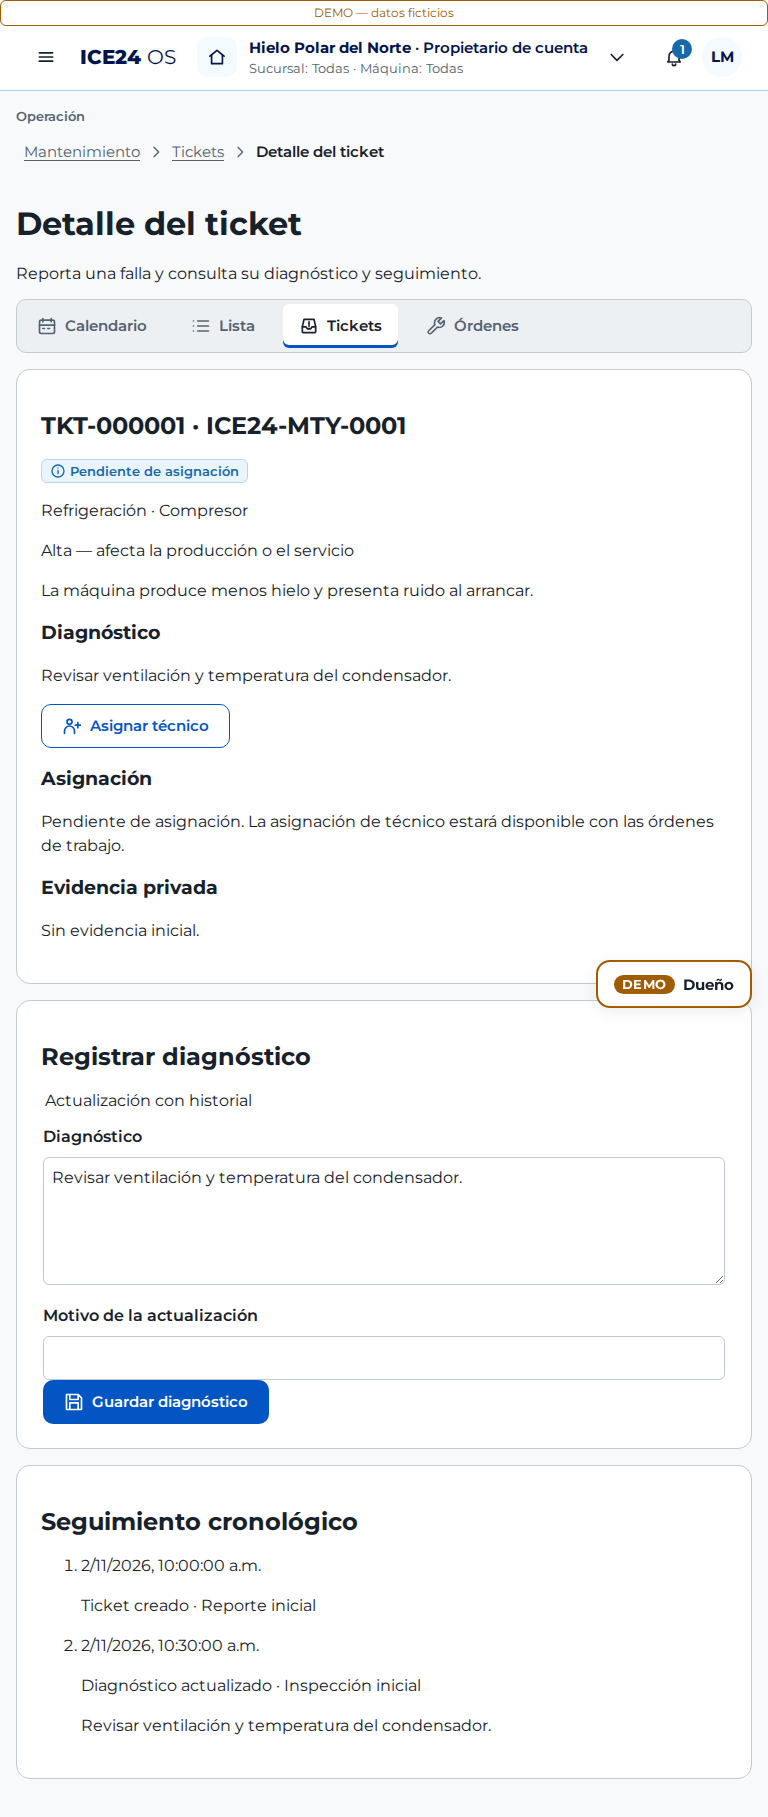 DEMO — datos ficticios
ICE24 OS
Hielo Polar del Norte · Propietario de cuenta
Sucursal: Todas · Máquina: Todas
1
LM
Operación
Mantenimiento > Tickets > Detalle del ticket
Detalle del ticket
Reporta una falla y consulta su diagnóstico y seguimiento.
Calendario Lista Tickets Órdenes
TKT-000001 · ICE24-MTY-0001
Pendiente de asignación
Refrigeración · Compresor
Alta — afecta la producción o el servicio
La máquina produce menos hielo y presenta ruido al arrancar.
Diagnóstico
Revisar ventilación y temperatura del condensador.
Asignar técnico
Asignación
Pendiente de asignación. La asignación de técnico estará disponible con las órdenes
de trabajo.
Evidencia privada
Sin evidencia inicial.
DEMO Dueño
Registrar diagnóstico
Actualización con historial
Diagnóstico
Revisar ventilación y temperatura del condensador.
Motivo de la actualización
Guardar diagnóstico
Seguimiento cronológico
1. 2/11/2026, 10:00:00 a.m.
Ticket creado · Reporte inicial
2. 2/11/2026, 10:30:00 a.m.
Diagnóstico actualizado · Inspección inicial
Revisar ventilación y temperatura del condensador.